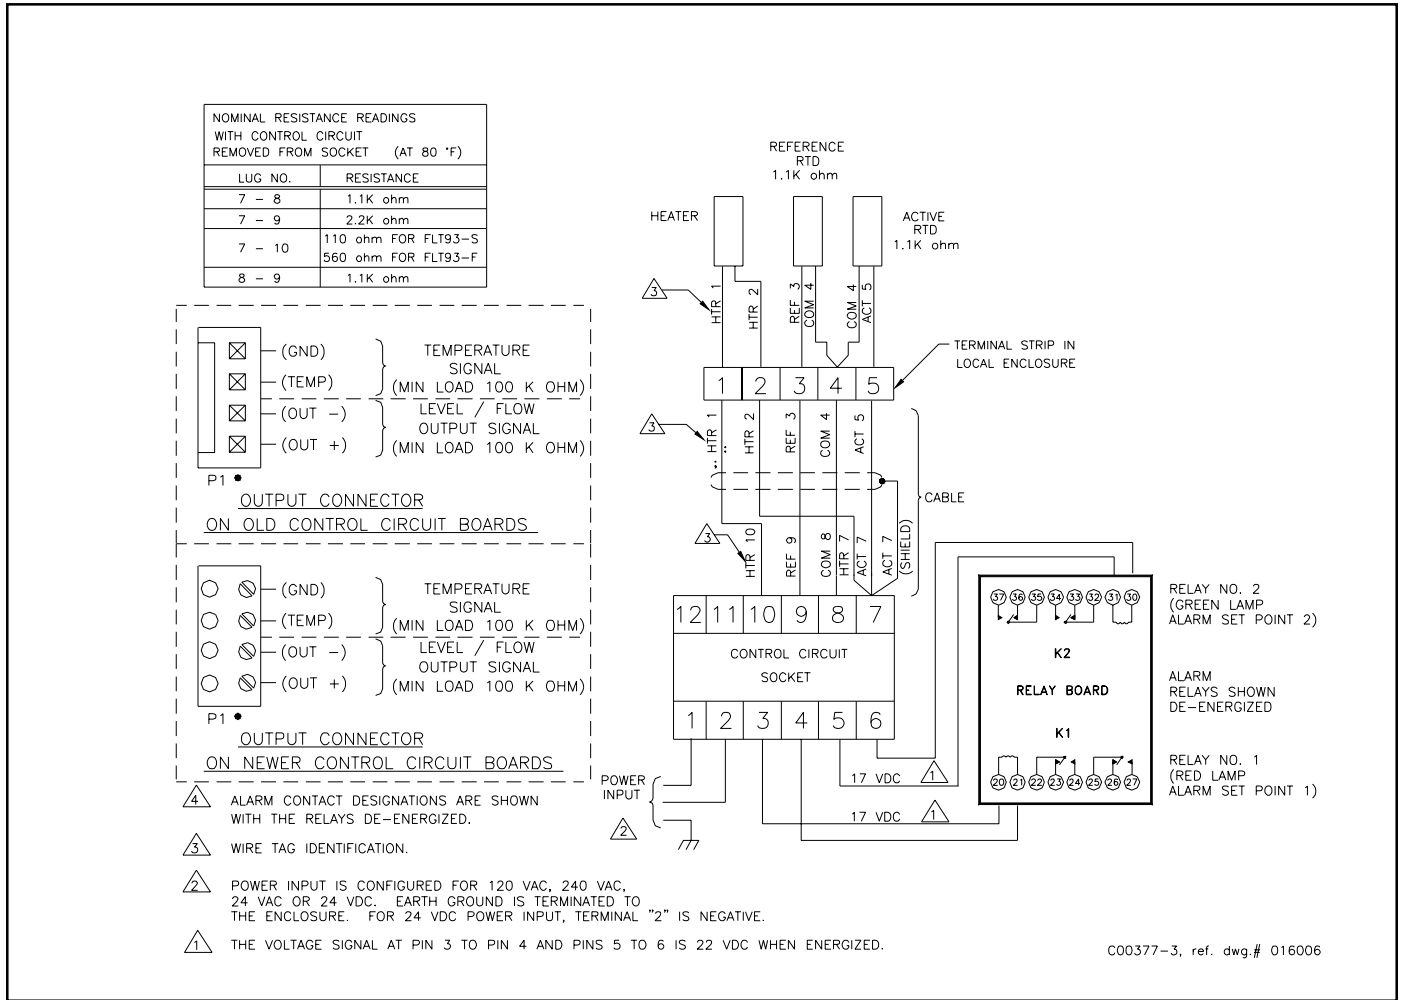 NOMINAL RESISTANCE READINGS
WITH CONTROL CIRCUIT
REMOVED FROM SOCKET (AT 80 °F)
LUG NO. RESISTANCE
7 – 8 1.1K ohm
7 – 9 2.2K ohm
7 – 10
110 ohm FOR FLT93–S
560 ohm FOR FLT93–F
8 – 9 1.1K ohm
(GND)
(TEMP)
(OUT –)
(OUT +)
TEMPERATURE
SIGNAL
(MIN LOAD 100 K OHM)
LEVEL / FLOW
OUTPUT SIGNAL
(MIN LOAD 100 K OHM)
P1
OUTPUT CONNECTOR
ON OLD CONTROL CIRCUIT BOARDS
(GND)
(TEMP)
(OUT –)
(OUT +)
TEMPERATURE
SIGNAL
(MIN LOAD 100 K OHM)
LEVEL / FLOW
OUTPUT SIGNAL
(MIN LOAD 100 K OHM)
P1
OUTPUT CONNECTOR
ON NEWER CONTROL CIRCUIT BOARDS
4 ALARM CONTACT DESIGNATIONS ARE SHOWN
WITH THE RELAYS DE–ENERGIZED.
3 WIRE TAG IDENTIFICATION.
2 POWER INPUT IS CONFIGURED FOR 120 VAC, 240 VAC,
24 VAC OR 24 VDC. EARTH GROUND IS TERMINATED TO
THE ENCLOSURE. FOR 24 VDC POWER INPUT, TERMINAL "2" IS NEGATIVE.
1 THE VOLTAGE SIGNAL AT PIN 3 TO PIN 4 AND PINS 5 TO 6 IS 22 VDC WHEN ENERGIZED.
REFERENCE
RTD
1.1K ohm
HEATER
ACTIVE
RTD
1.1K ohm
3
HTR 1
HTR 2
REF 3
COM 4
COM 4
ACT 5
TERMINAL STRIP IN
LOCAL ENCLOSURE
1 2 3 4 5
3
HTR 1
HTR 2
REF 3
COM 4
ACT 5
CABLE
3
HTR 10
REF 9
COM 8
HTR 7
ACT 7
ACT 7
(SHIELD)
12 11 10 9 8 7
CONTROL CIRCUIT
SOCKET
1 2 3 4 5 6
POWER
INPUT
2
17 VDC
1
17 VDC
1
37 36 35 34 33 32 31 30
K2
RELAY BOARD
K1
20 21 22 23 24 25 26 27
RELAY NO. 2
(GREEN LAMP
ALARM SET POINT 2)
ALARM
RELAYS SHOWN
DE–ENERGIZED
RELAY NO. 1
(RED LAMP
ALARM SET POINT 1)
C00377–3, ref. dwg.# 016006